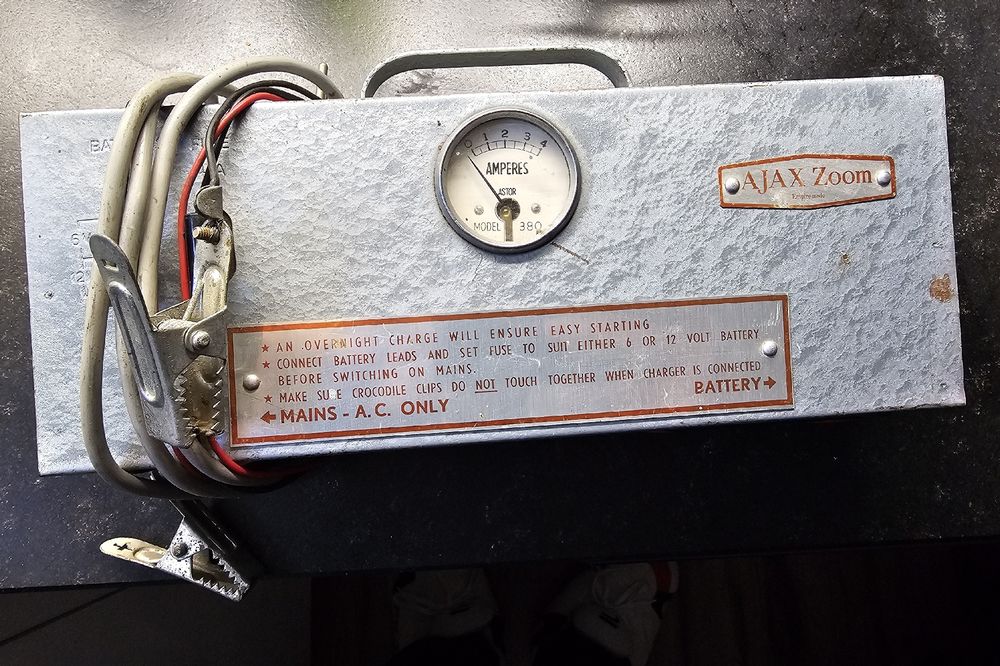 0 1 2 3 4
AMPERES
ASTOR
MODEL 380
AJAX Zoom
Empire made
★ AN OVERNIGHT CHARGE WILL ENSURE EASY STARTING
★ CONNECT BATTERY LEADS AND SET FUSE TO SUIT EITHER 6 OR 12 VOLT BATTERY
BEFORE SWITCHING ON MAINS.
★ MAKE SURE CROCODILE CLIPS DO NOT TOUCH TOGETHER WHEN CHARGER IS CONNECTED
BATTERY→
←MAINS - A.C. ONLY